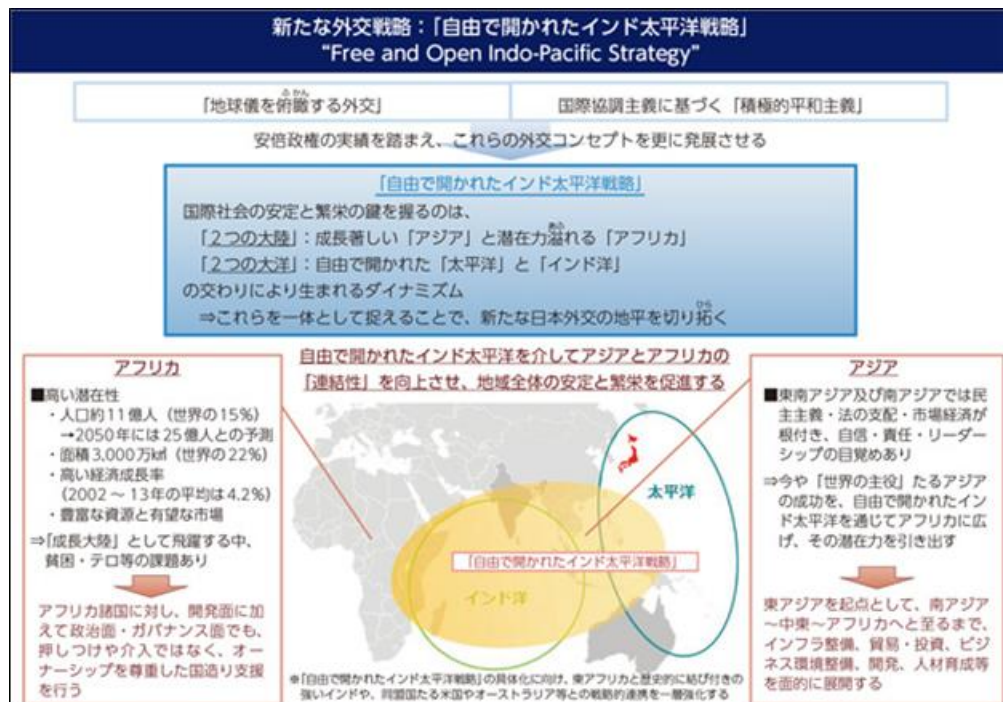 新たな外交戦略：「自由で開かれたインド太平洋戦略」
"Free and Open Indo-Pacific Strategy"
「地球儀を俯瞰する外交」
ふかん
国際協調主義に基づく「積極的平和主義」
安倍政権の実績を踏まえ、これらの外交コンセプトを更に発展させる
「自由で開かれたインド太平洋戦略」
国際社会の安定と繁栄の鍵を握るのは、
「２つの大陸」：成長著しい「アジア」と潜在力溢れる「アフリカ」
あふ
「２つの大洋」：自由で開かれた「太平洋」と「インド洋」
の交わりにより生まれるダイナミズム
⇒これらを一体として捉えることで、新たな日本外交の地平を切り拓く
ひら
自由で開かれたインド太平洋を介してアジアとアフリカの
「連結性」を向上させ、地域全体の安定と繁栄を促進する
アフリカ
■高い潜在性
・人口約11億人（世界の15%）
→2050年には25億人との予測
・面積3,000万㎢（世界の22%）
・高い経済成長率
（2002～13年の平均は4.2%）
・豊富な資源と有望な市場
⇒「成長大陸」として飛躍する中、
貧困・テロ等の課題あり
アフリカ諸国に対し、開発面に加
えて政治面・ガバナンス面でも、
押しつけや介入ではなく、オー
ナーシップを尊重した国造り支援
を行う
太平洋
「自由で開かれたインド太平洋戦略」
インド洋
※「自由で開かれたインド太平洋戦略」の具体化に向け、東アフリカと歴史的に結び付きの
強いインドや、同盟国たる米国やオーストラリア等との戦略的連携を一層強化する
アジア
■東南アジア及び南アジアでは民
主主義・法の支配・市場経済が
根付き、自信・責任・リーダー
シップの目覚めあり
⇒今や「世界の主役」たるアジア
の成功を、自由で開かれたイン
ド太平洋を通じてアフリカに広
げ、その潜在力を引き出す
東アジアを起点として、南アジア
～中東～アフリカへと至るまで、
インフラ整備、貿易・投資、ビジ
ネス環境整備、開発、人材育成等
を面的に展開する